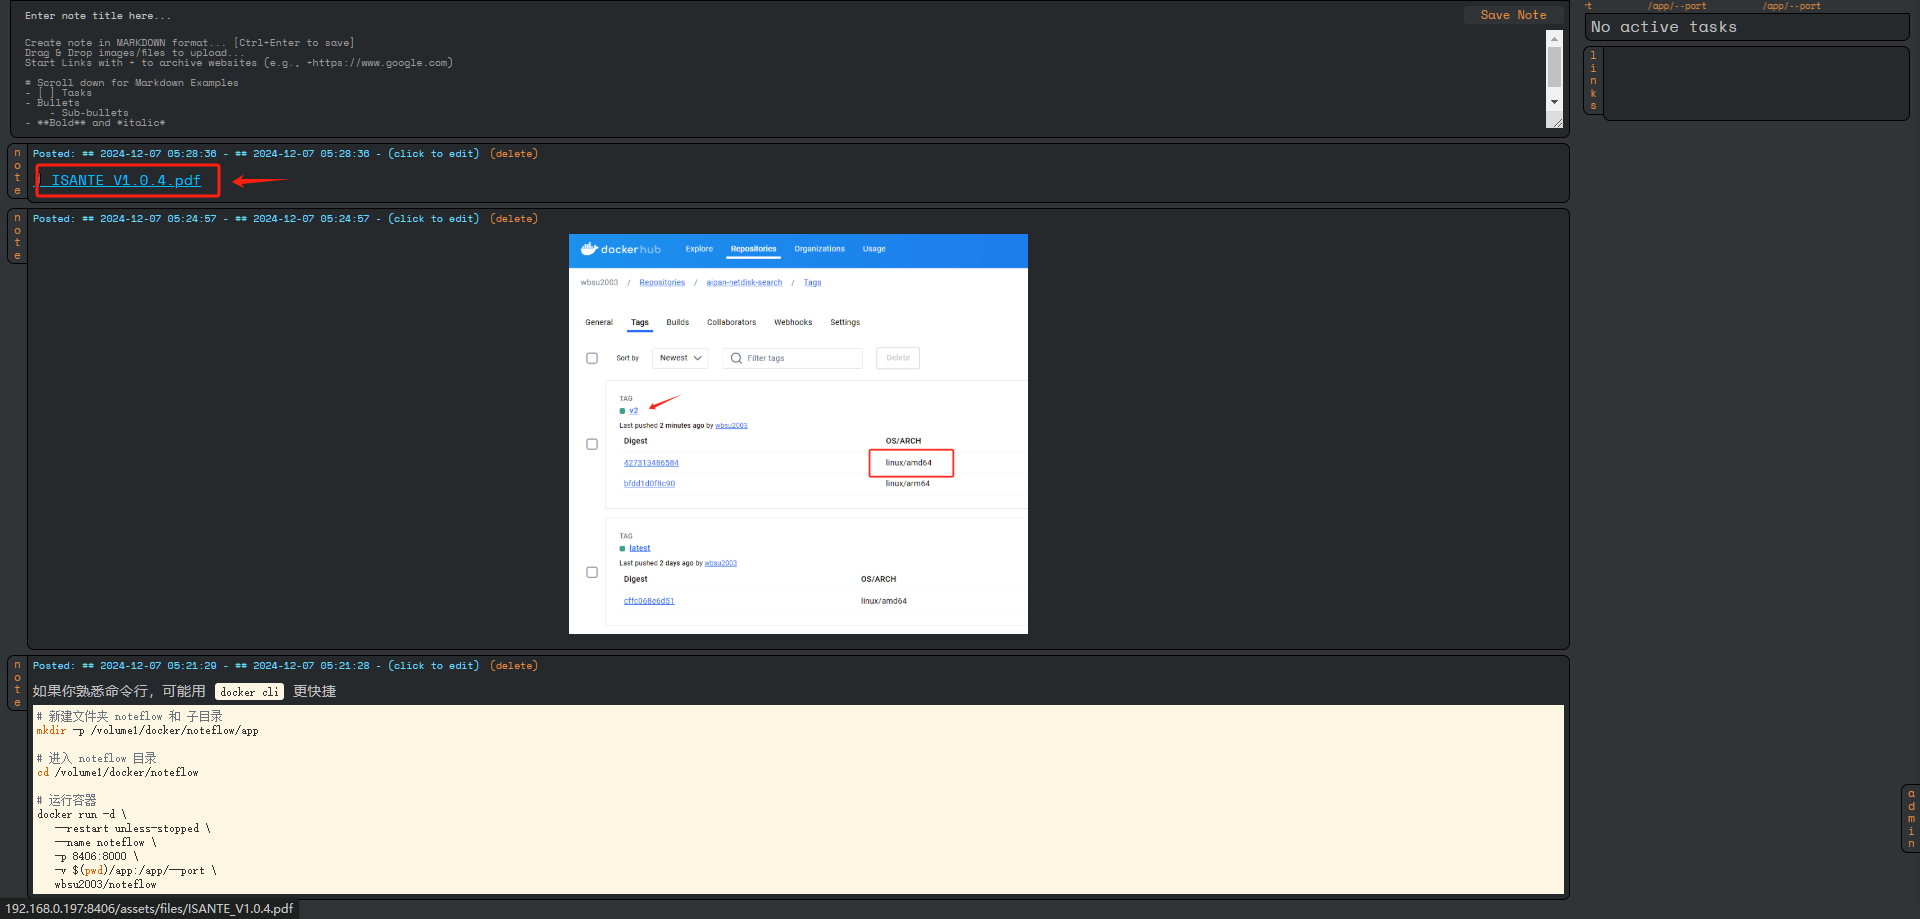 Enter note title here...
Save Note
Create note in MARKDOWN format... [Ctrl+Enter to save]
Drag & Drop images/files to upload...
Start Links with + to archive websites (e.g., +https://www.google.com)
# Scroll down for Markdown Examples
- [ ] Tasks
- Bullets
- Sub-bullets
- **Bold** and *italic*
/app/--port
/app/--port
No active tasks
links
note
Posted: ## 2024-12-07 05:28:36 - ## 2024-12-07 05:28:36 - (click to edit) (delete)
ISANTE V1.0.4.pdf
note
Posted: ## 2024-12-07 05:24:57 - ## 2024-12-07 05:24:57 - (click to edit) (delete)
dockerhub Explore Repositories Organizations Usage
wbsu2003 / Repositories / aipan-netdisk-search / Tags
General Tags Builds Collaborators Webhooks Settings
Sort by Newest Filter tags Delete
TAG
v2
Last pushed 2 minutes ago by wbsu2003
Digest OS/ARCH
427313486584 linux/amd64
bfdd1d0f8c90 linux/arm64
TAG
latest
Last pushed 2 days ago by wbsu2003
Digest OS/ARCH
cffc068e6d51 linux/amd64
note
Posted: ## 2024-12-07 05:21:29 - ## 2024-12-07 05:21:28 - (click to edit) (delete)
如果你熟悉命令行，可能用 docker cli 更快捷
# 新建文件夹 noteflow 和 子目录
mkdir -p /volume1/docker/noteflow/app
# 进入 noteflow 目录
cd /volume1/docker/noteflow
# 运行容器
docker run -d \
--restart unless-stopped \
--name noteflow \
-p 8406:8000 \
-v $(pwd)/app:/app/--port \
wbsu2003/noteflow
admin
192.168.0.197:8406/assets/files/ISANTE_V1.0.4.pdf